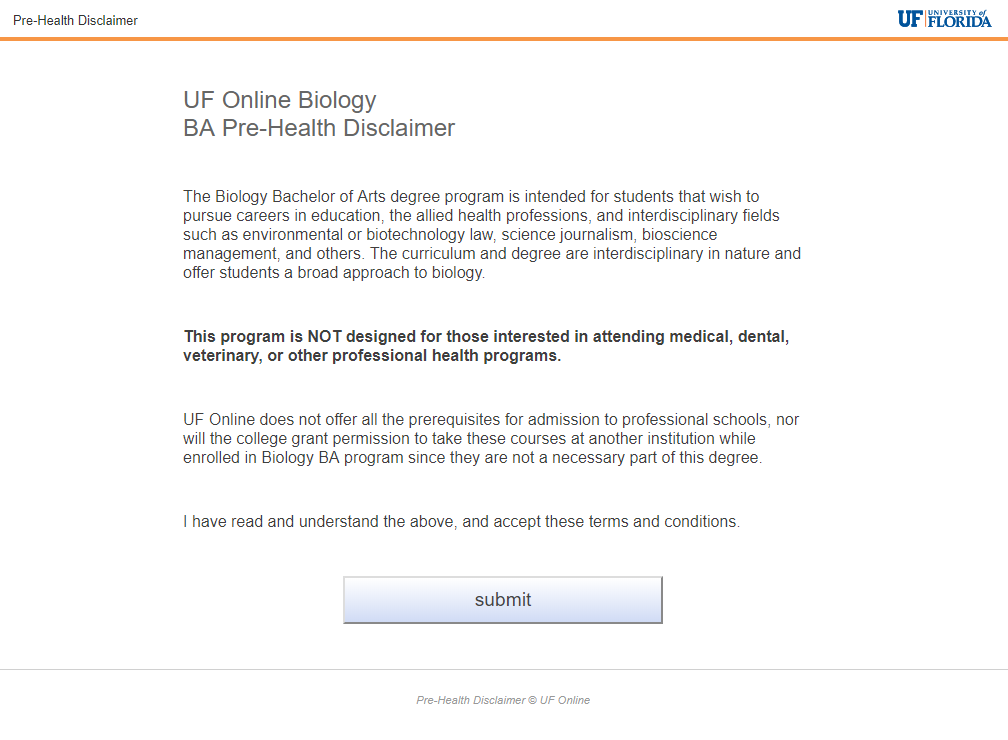 Pre-Health Disclaimer
UF UNIVERSITY of FLORIDA
UF Online Biology
BA Pre-Health Disclaimer
The Biology Bachelor of Arts degree program is intended for students that wish to
pursue careers in education, the allied health professions, and interdisciplinary fields
such as environmental or biotechnology law, science journalism, bioscience
management, and others. The curriculum and degree are interdisciplinary in nature and
offer students a broad approach to biology.
This program is NOT designed for those interested in attending medical, dental,
veterinary, or other professional health programs.
UF Online does not offer all the prerequisites for admission to professional schools, nor
will the college grant permission to take these courses at another institution while
enrolled in Biology BA program since they are not a necessary part of this degree.
I have read and understand the above, and accept these terms and conditions.
submit
Pre-Health Disclaimer © UF Online